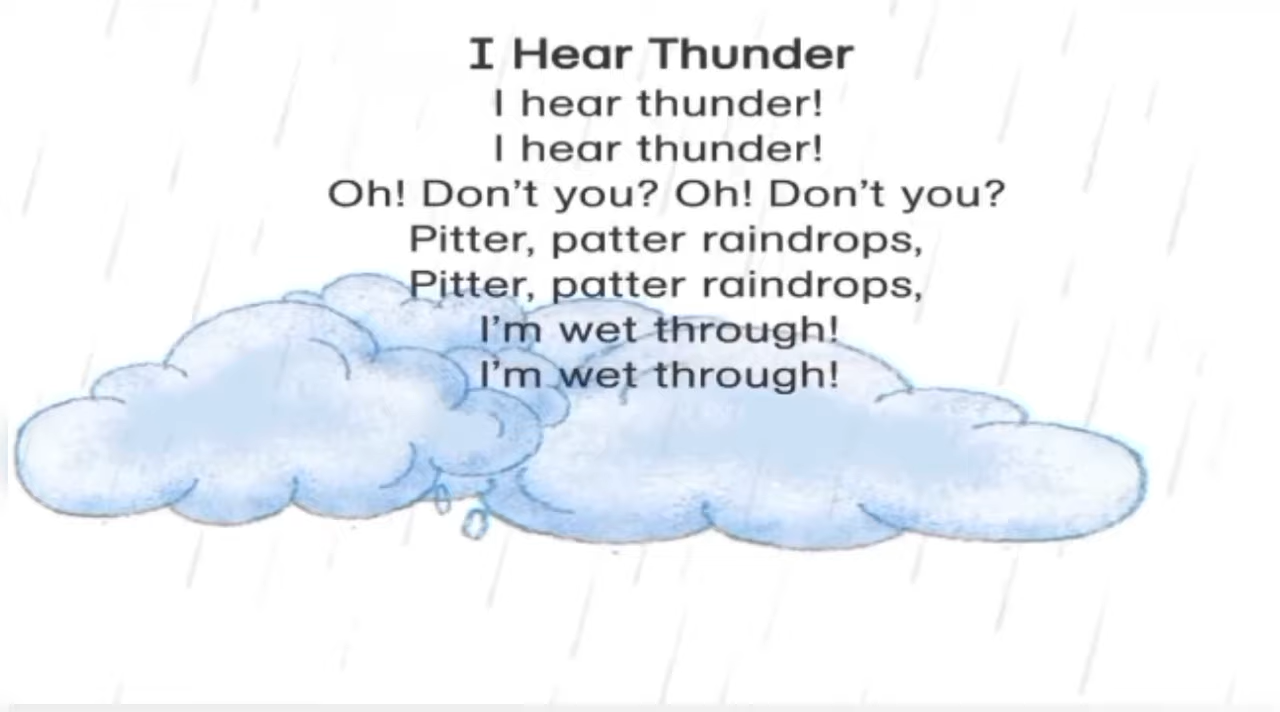 I Hear Thunder
I hear thunder!
I hear thunder!
Oh! Don’t you? Oh! Don’t you?
Pitter, patter raindrops,
Pitter, patter raindrops,
I’m wet through!
I’m wet through!